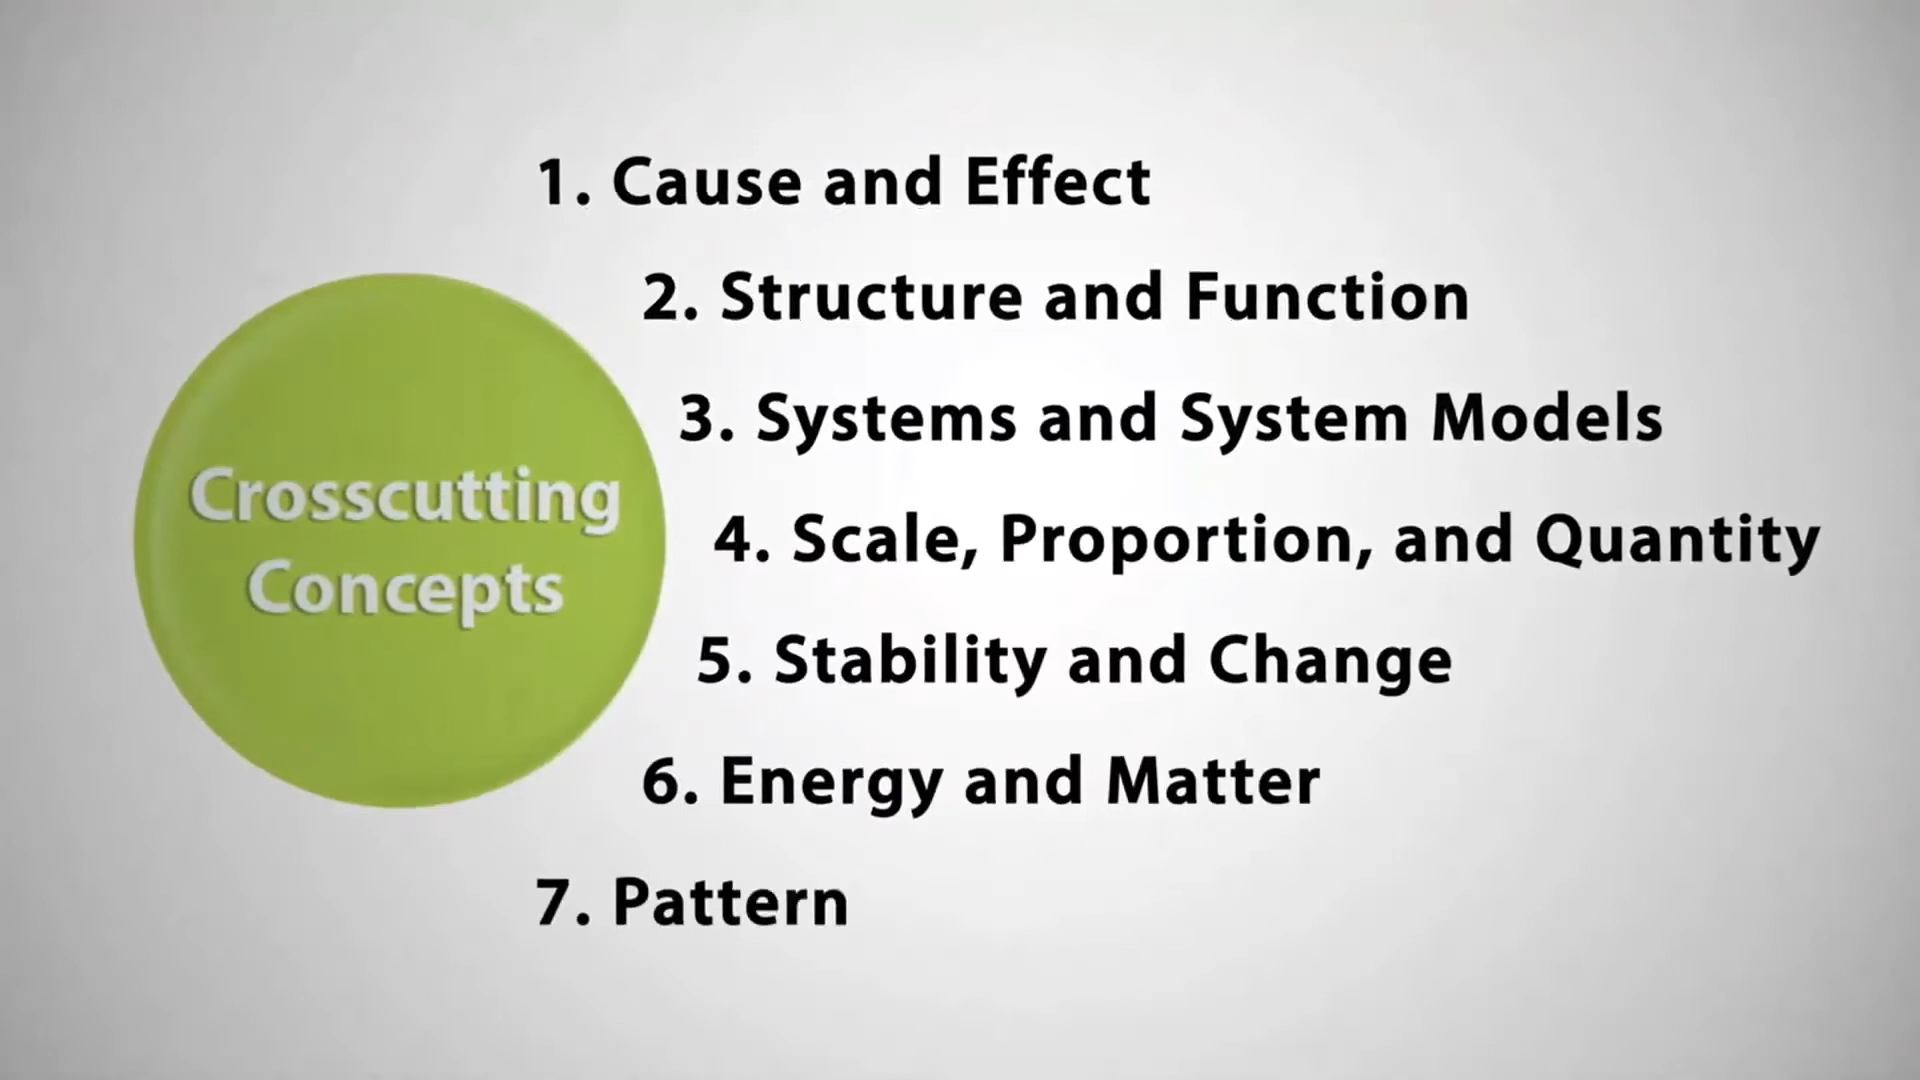 Crosscutting
Concepts
1. Cause and Effect
2. Structure and Function
3. Systems and System Models
4. Scale, Proportion, and Quantity
5. Stability and Change
6. Energy and Matter
7. Pattern